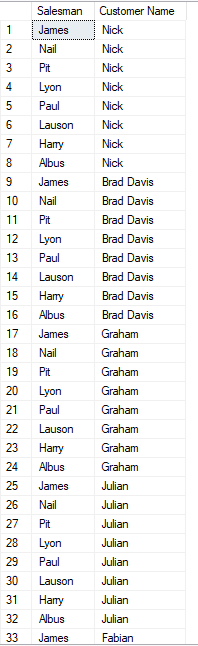 Salesman Customer Name
1 James Nick
2 Nail Nick
3 Pit Nick
4 Lyon Nick
5 Paul Nick
6 Lauson Nick
7 Harry Nick
8 Albus Nick
9 James Brad Davis
10 Nail Brad Davis
11 Pit Brad Davis
12 Lyon Brad Davis
13 Paul Brad Davis
14 Lauson Brad Davis
15 Harry Brad Davis
16 Albus Brad Davis
17 James Graham
18 Nail Graham
19 Pit Graham
20 Lyon Graham
21 Paul Graham
22 Lauson Graham
23 Harry Graham
24 Albus Graham
25 James Julian
26 Nail Julian
27 Pit Julian
28 Lyon Julian
29 Paul Julian
30 Lauson Julian
31 Harry Julian
32 Albus Julian
33 James Fabian